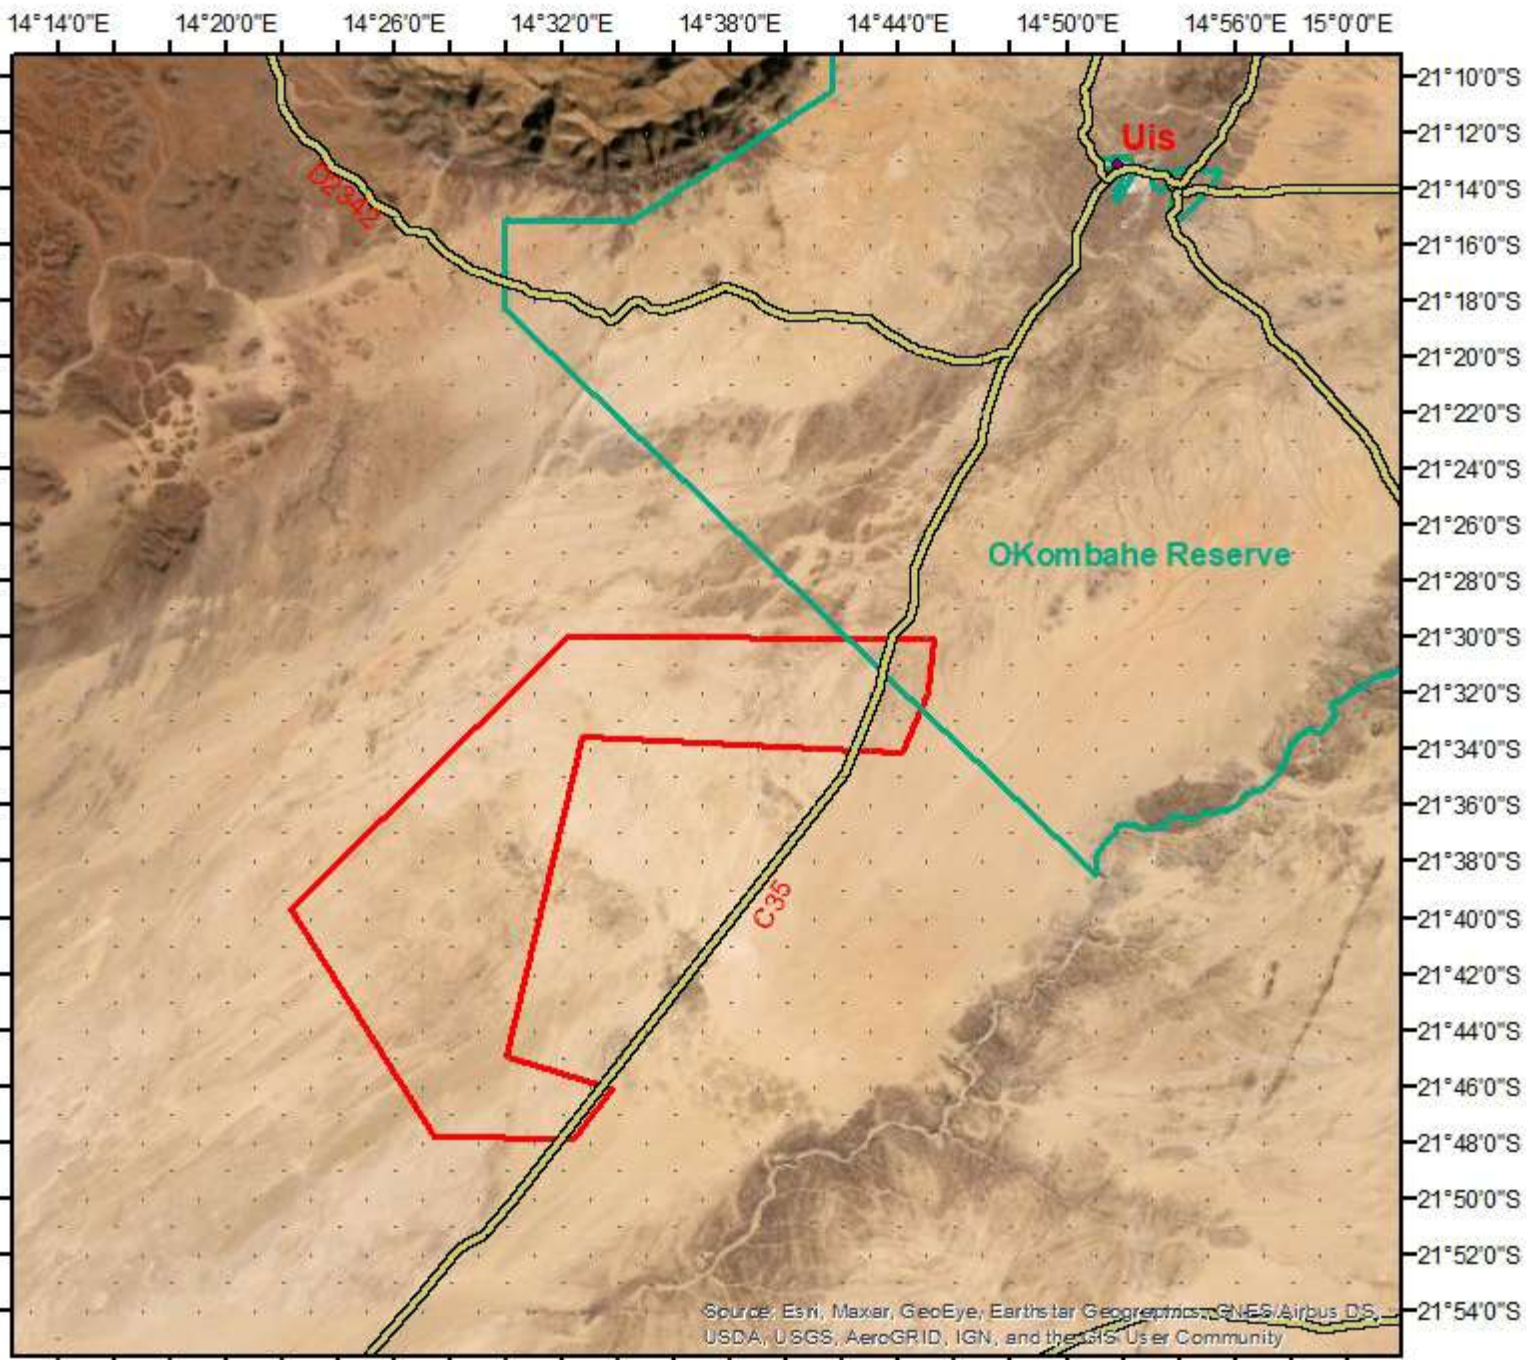 14°14'0"E 14°20'0"E 14°26'0"E 14°32'0"E 14°38'0"E 14°44'0"E 14°50'0"E 14°56'0"E 15°0'0"E
21°10'0"S
21°12'0"S
Uis
21°14'0"S
D2342
21°16'0"S
21°18'0"S
21°20'0"S
21°22'0"S
21°24'0"S
21°26'0"S
OKombahe Reserve
21°28'0"S
21°30'0"S
21°32'0"S
21°34'0"S
21°36'0"S
21°38'0"S
C35
21°40'0"S
21°42'0"S
21°44'0"S
21°46'0"S
21°48'0"S
21°50'0"S
21°52'0"S
21°54'0"S
Source: Esri, Maxar, GeoEye, Earthstar Geographics, CNES/Airbus DS,
USDA, USGS, AeroGRID, IGN, and the GIS User Community